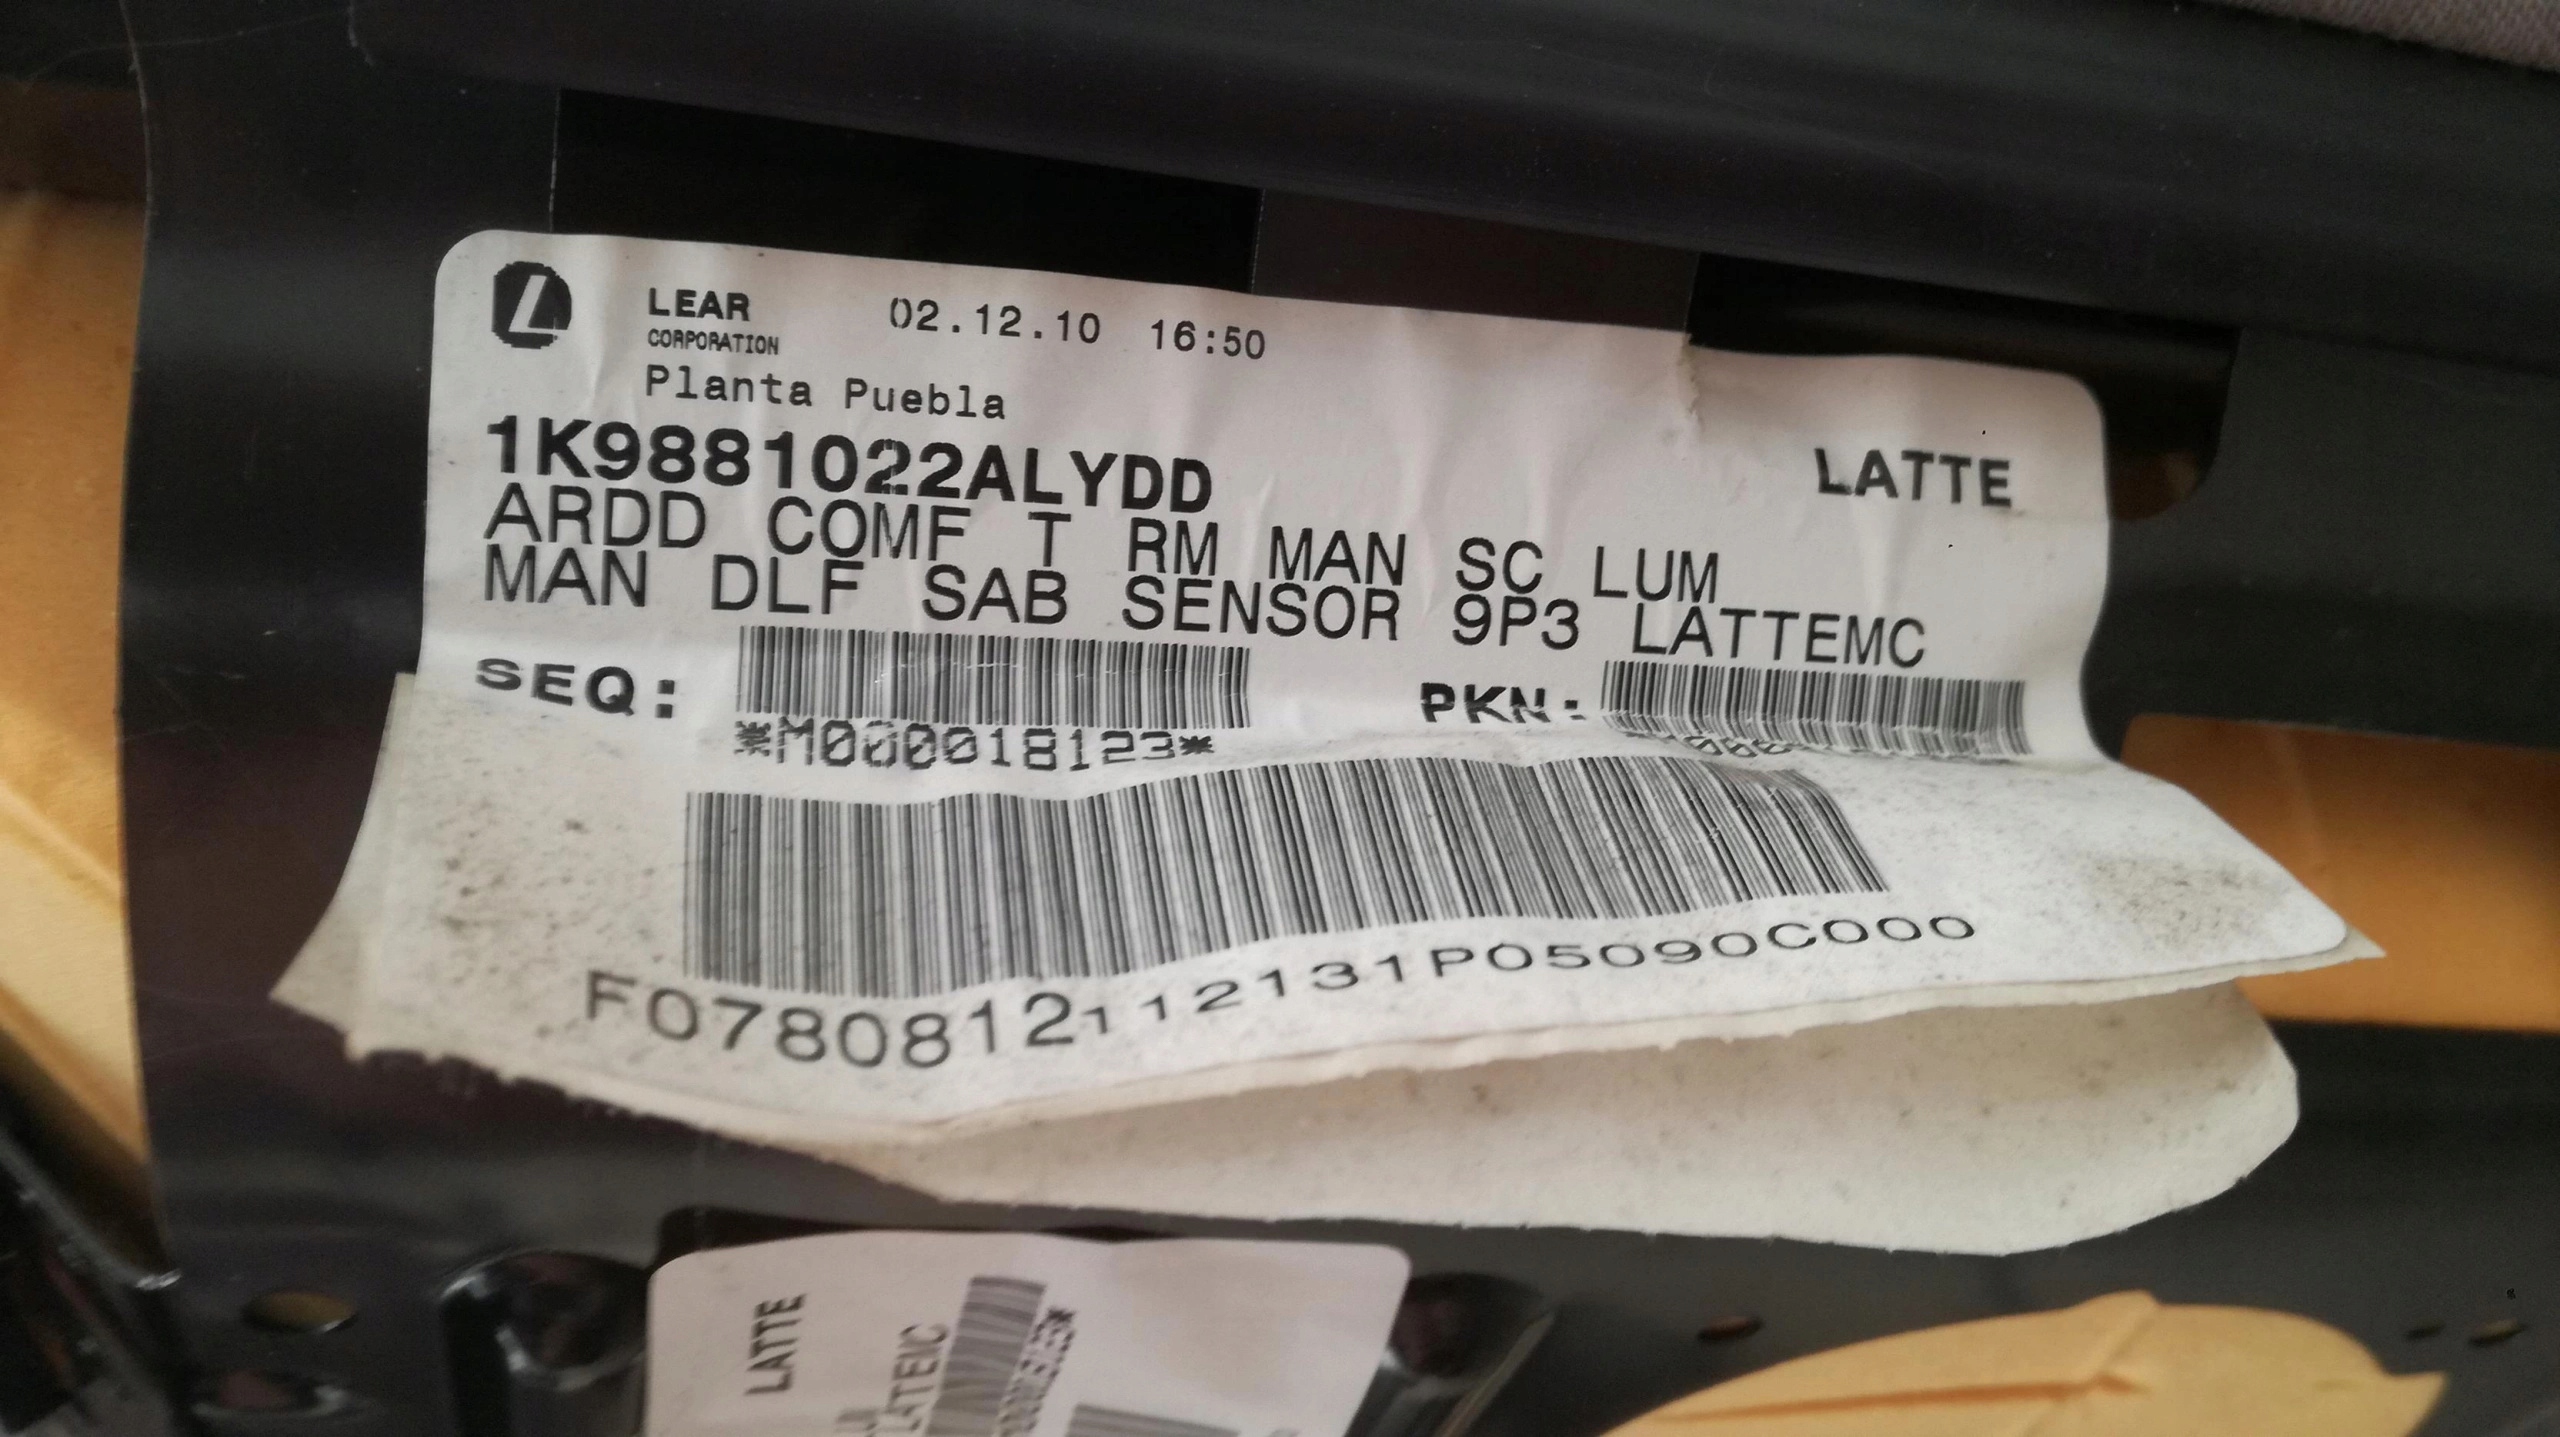 LEAR 02.12.10 16:50
CORPORATION
Planta Puebla
1K9881022ALYDD
LATTE
ARDD COMF T RM MAN SC LUM
MAN DLF SAB SENSOR 9P3 LATTEMC
SEQ:
*M000018123*
PKN:
F0780812112131P05090C000
LATTE
LATTEIC